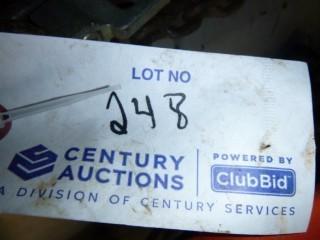 LOT NO
248
CENTURY AUCTIONS
POWERED BY
ClubBid
A DIVISION OF CENTURY SERVICES